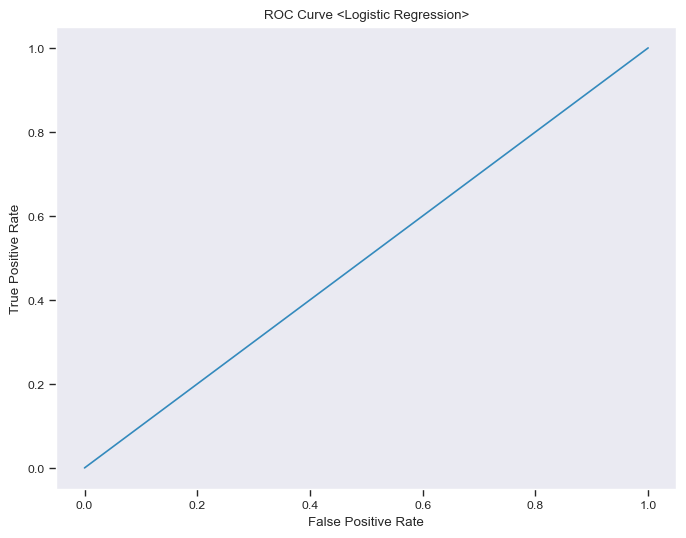 ROC Curve <Logistic Regression>
True Positive Rate
1.0
0.8
0.6
0.4
0.2
0.0
0.0 0.2 0.4 0.6 0.8 1.0
False Positive Rate